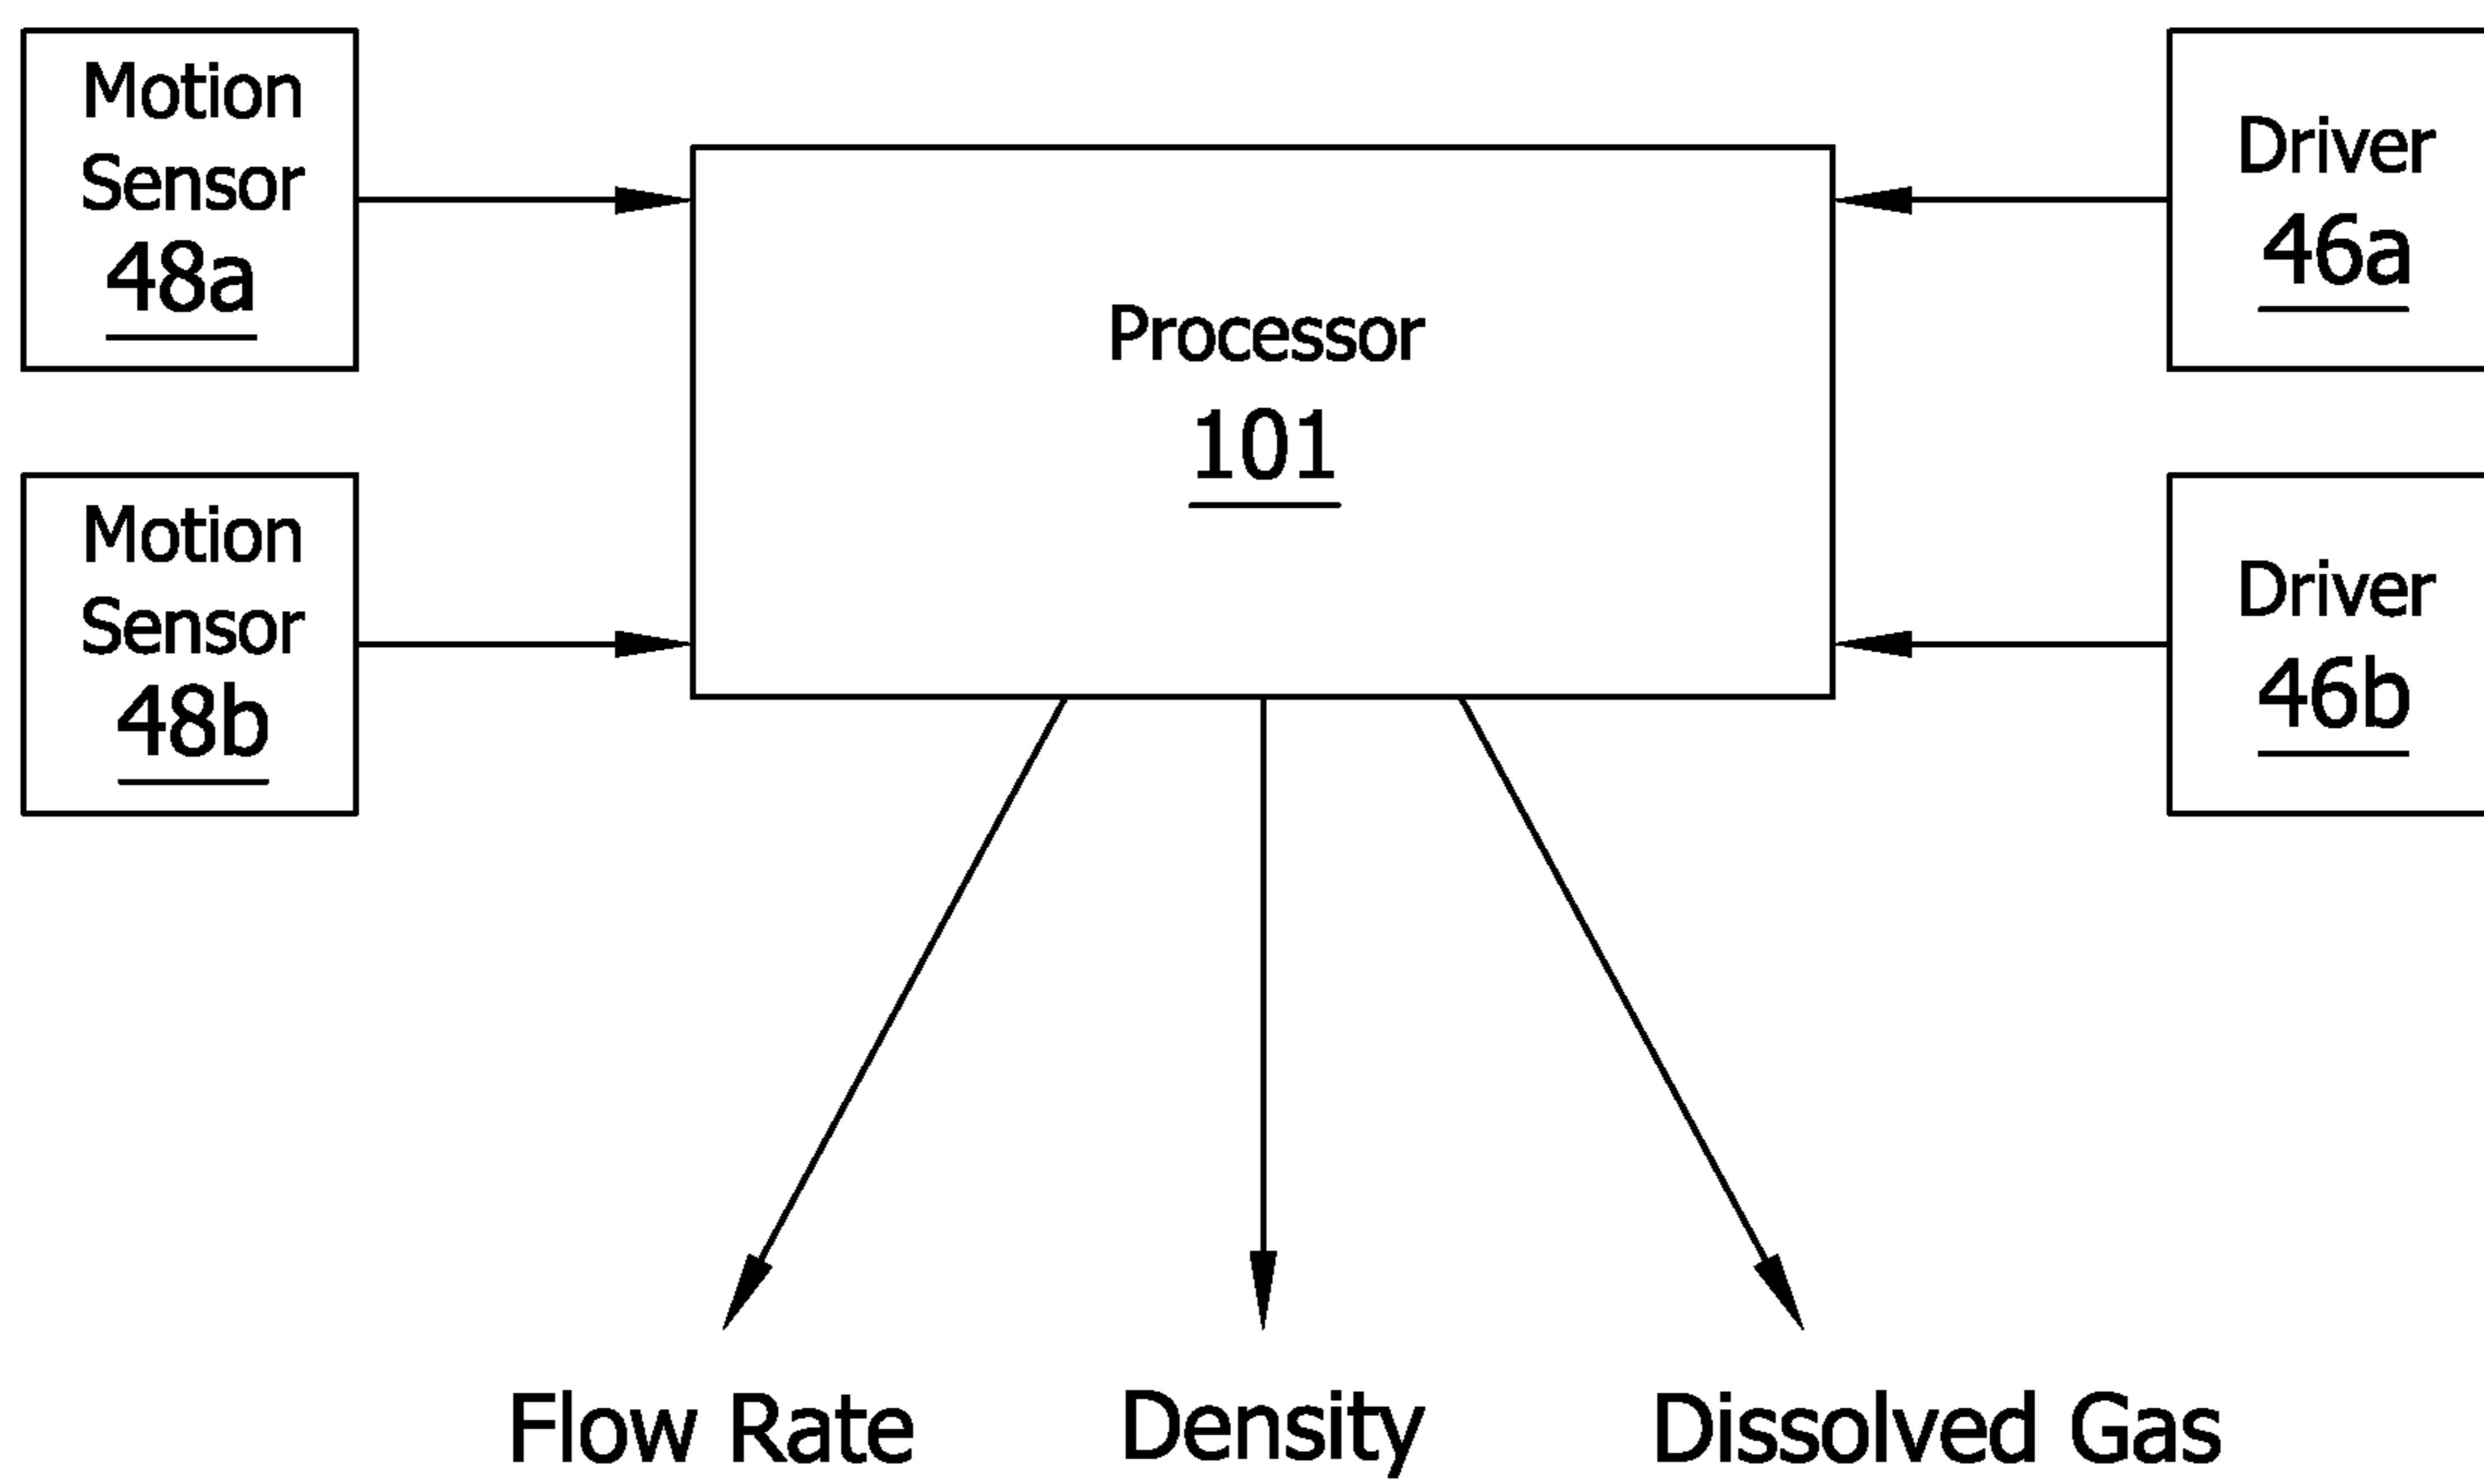 Motion
Sensor
48a
Motion
Sensor
48b
Processor
101
Driver
46a
Driver
46b
Flow Rate
Density
Dissolved Gas